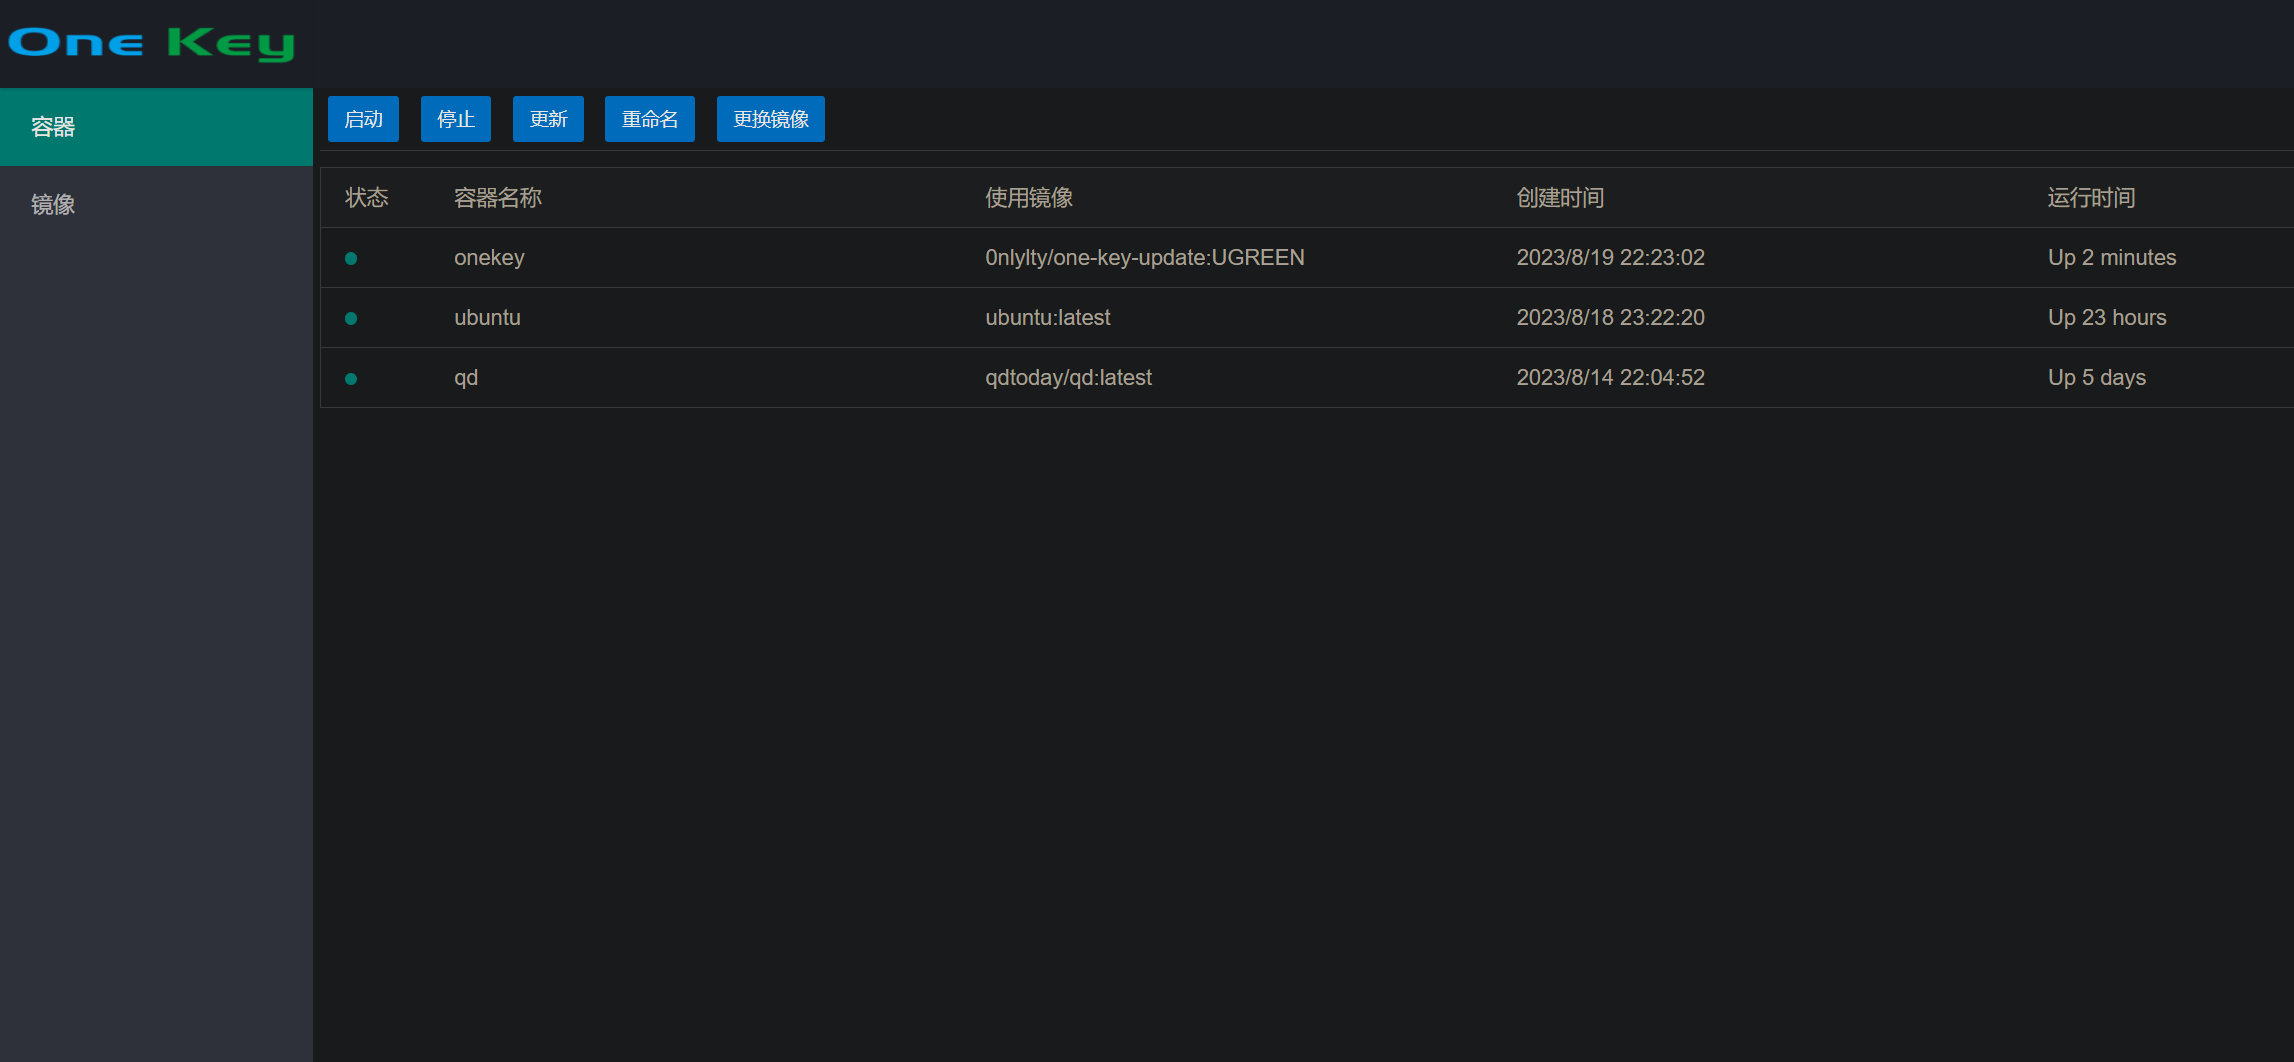 One Key
容器
镜像
启动 停止 更新 重命名 更换镜像
状态 容器名称 使用镜像 创建时间 运行时间
onekey 0nlylty/one-key-update:UGREEN 2023/8/19 22:23:02 Up 2 minutes
ubuntu ubuntu:latest 2023/8/18 23:22:20 Up 23 hours
qd qdtoday/qd:latest 2023/8/14 22:04:52 Up 5 days